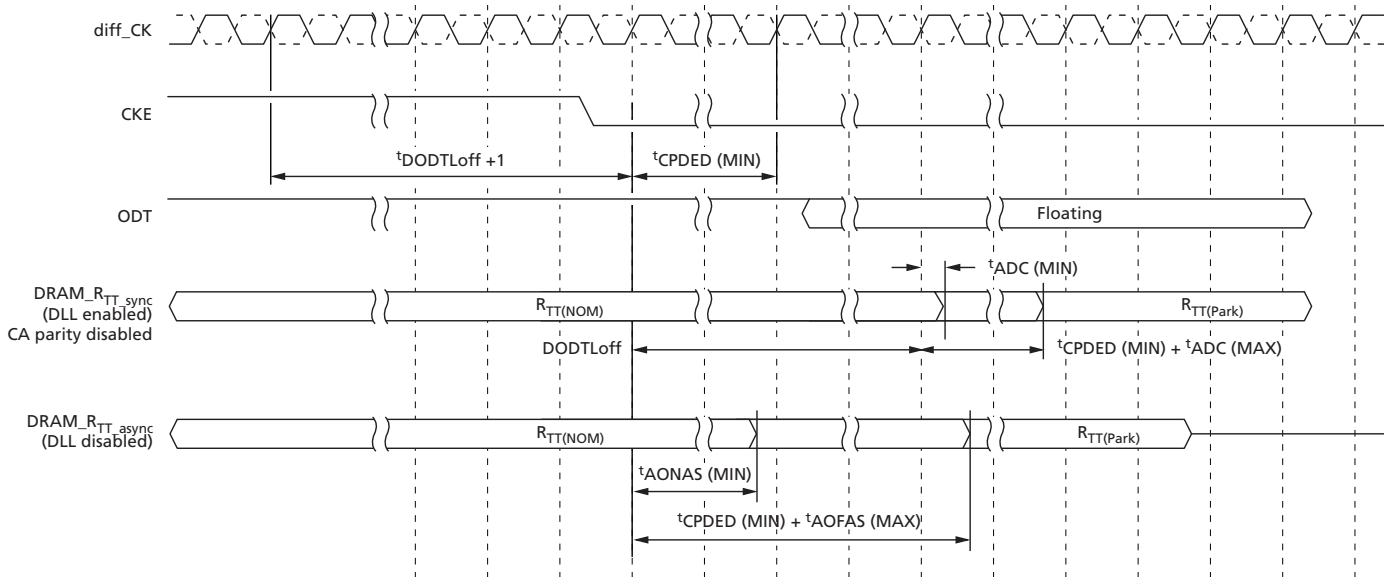 diff_CK
CKE
tDODTLoff +1
tCPDED (MIN)
ODT
Floating
tADC (MIN)
DRAM_RTT_sync
(DLL enabled)
CA parity disabled
RTT(NOM)
RTT(Park)
DODTLoff
tCPDED (MIN) + tADC (MAX)
DRAM_RTT_async
(DLL disabled)
RTT(NOM)
RTT(Park)
tAONAS (MIN)
tCPDED (MIN) + tAOFAS (MAX)